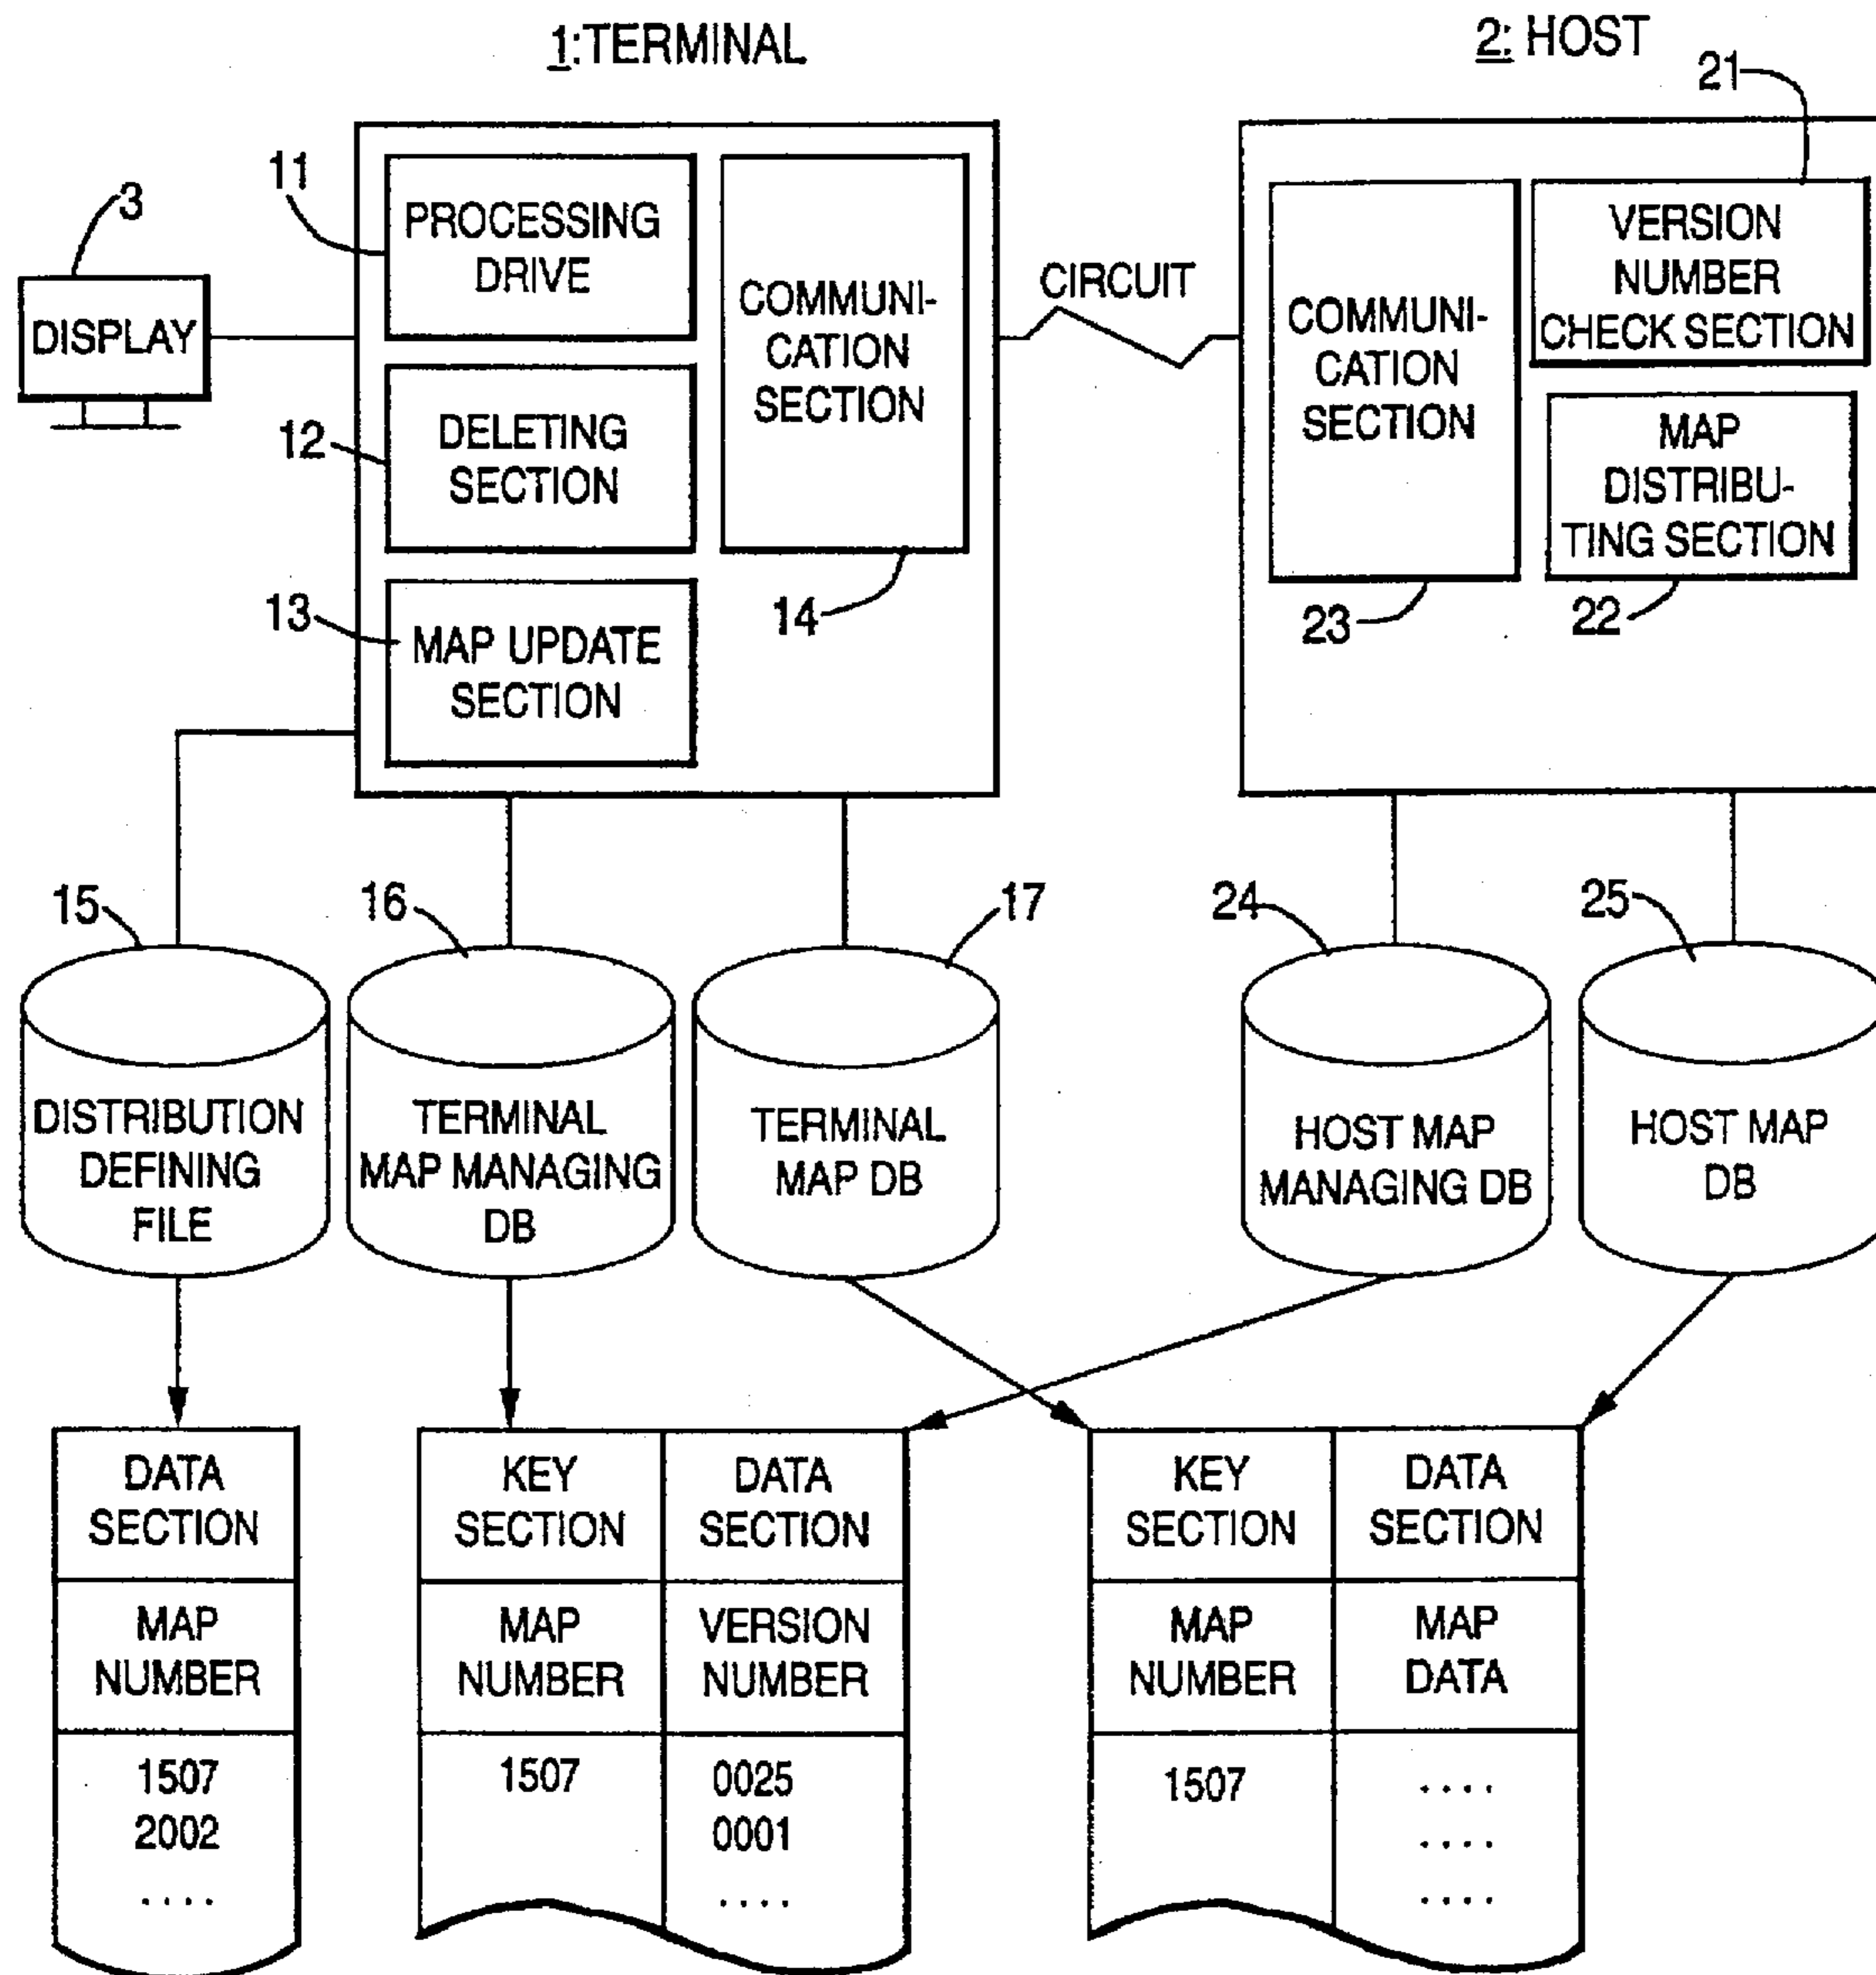 1: TERMINAL
2: HOST
21
11
3
PROCESSING
DRIVE
COMMUNI-
CATION
SECTION
CIRCUIT
COMMUNI-
CATION
SECTION
VERSION
NUMBER
CHECK SECTION
DISPLAY
12
DELETING
SECTION
MAP
DISTRIBU-
TING SECTION
13
MAP UPDATE
SECTION
14
23
22
15
16
17
24
25
DISTRIBUTION
DEFINING
FILE
TERMINAL
MAP MANAGING
DB
TERMINAL
MAP DB
HOST MAP
MANAGING DB
HOST MAP
DB
DATA
SECTION
MAP
NUMBER
1507
2002
....
KEY
SECTION
DATA
SECTION
MAP
NUMBER
VERSION
NUMBER
1507
0025
0001
....
KEY
SECTION
DATA
SECTION
MAP
NUMBER
MAP
DATA
1507
....
....
....